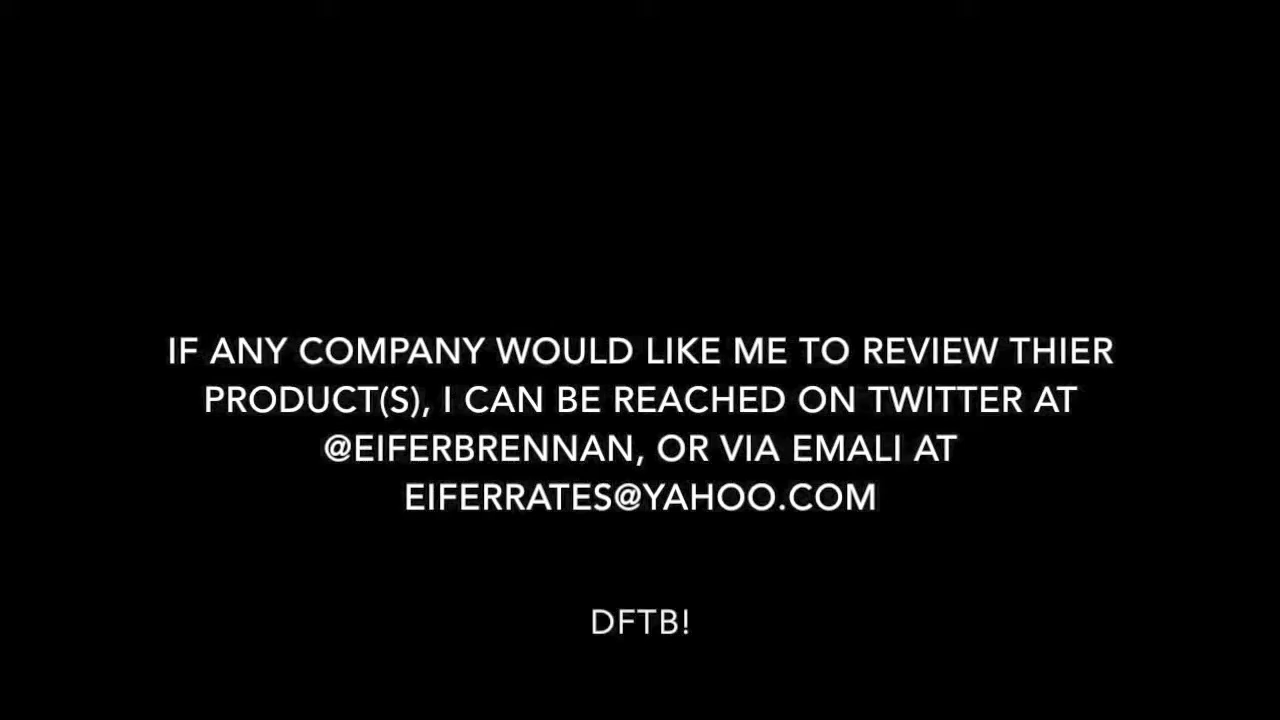 IF ANY COMPANY WOULD LIKE ME TO REVIEW THIER
PRODUCT(S), I CAN BE REACHED ON TWITTER AT
@EIFERBRENNAN, OR VIA EMALI AT
EIFERRATES@YAHOO.COM
DFTB!